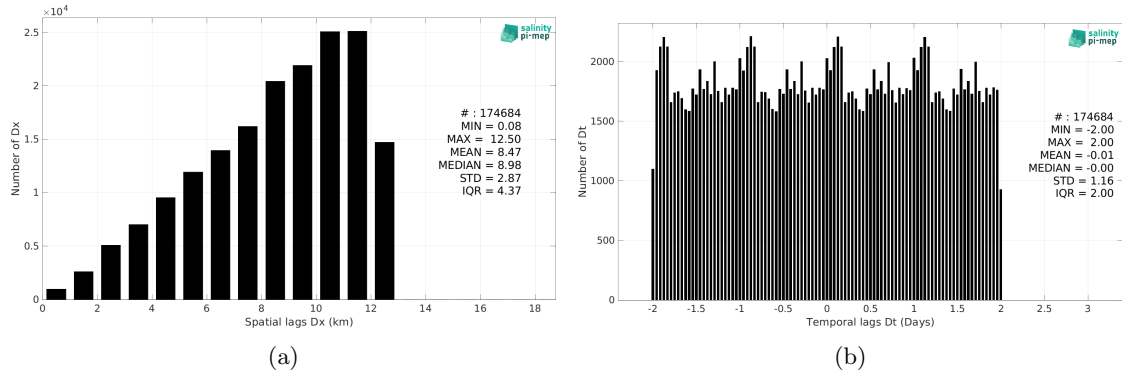 ×10⁴
2.5
2
1.5
1
0.5
0
Number of Dx
0 2 4 6 8 10 12 14 16 18
Spatial lags Dx (km)
salinity
pi-mep
# : 174684
MIN = 0.08
MAX = 12.50
MEAN = 8.47
MEDIAN = 8.98
STD = 2.87
IQR = 4.37
(a)
2000
1500
1000
500
0
Number of Dt
-2 -1.5 -1 -0.5 0 0.5 1 1.5 2 2.5 3
Temporal lags Dt (Days)
salinity
pi-mep
# : 174684
MIN = -2.00
MAX = 2.00
MEAN = -0.01
MEDIAN = -0.00
STD = 1.16
IQR = 2.00
(b)